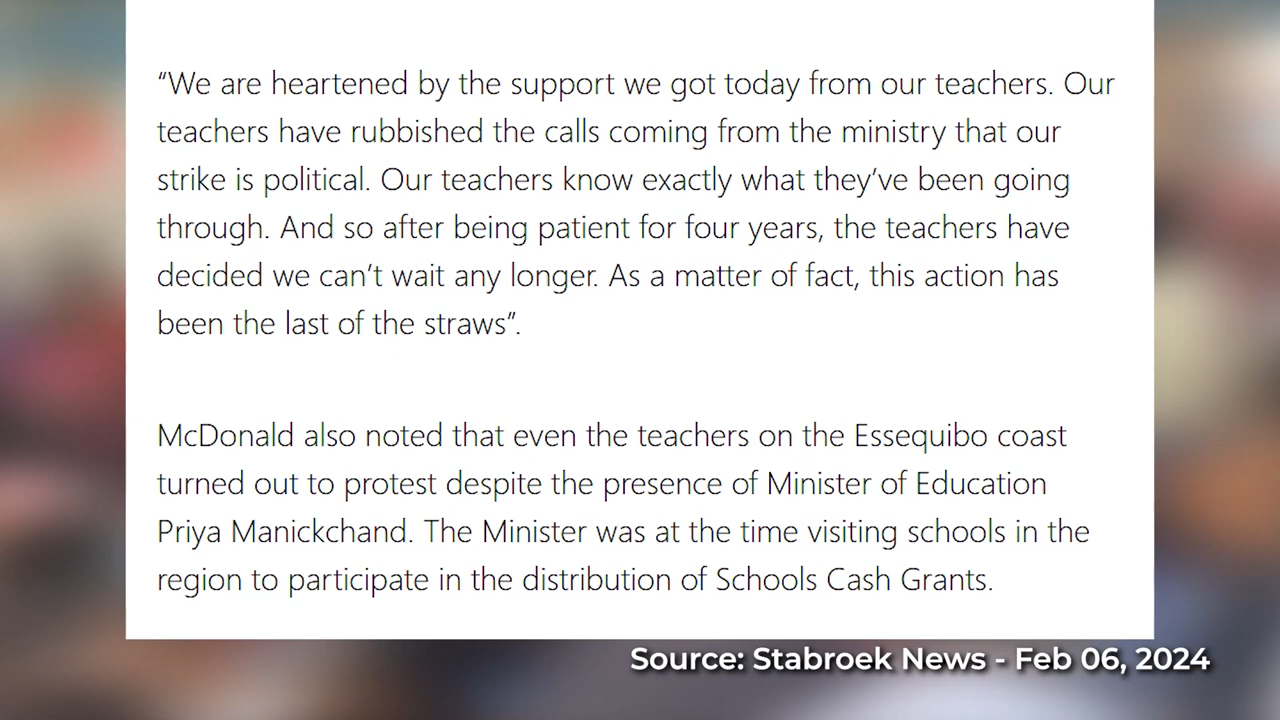 “We are heartened by the support we got today from our teachers. Our
teachers have rubbished the calls coming from the ministry that our
strike is political. Our teachers know exactly what they’ve been going
through. And so after being patient for four years, the teachers have
decided we can’t wait any longer. As a matter of fact, this action has
been the last of the straws”.
McDonald also noted that even the teachers on the Essequibo coast
turned out to protest despite the presence of Minister of Education
Priya Manickchand. The Minister was at the time visiting schools in the
region to participate in the distribution of Schools Cash Grants.
Source: Stabroek News - Feb 06, 2024